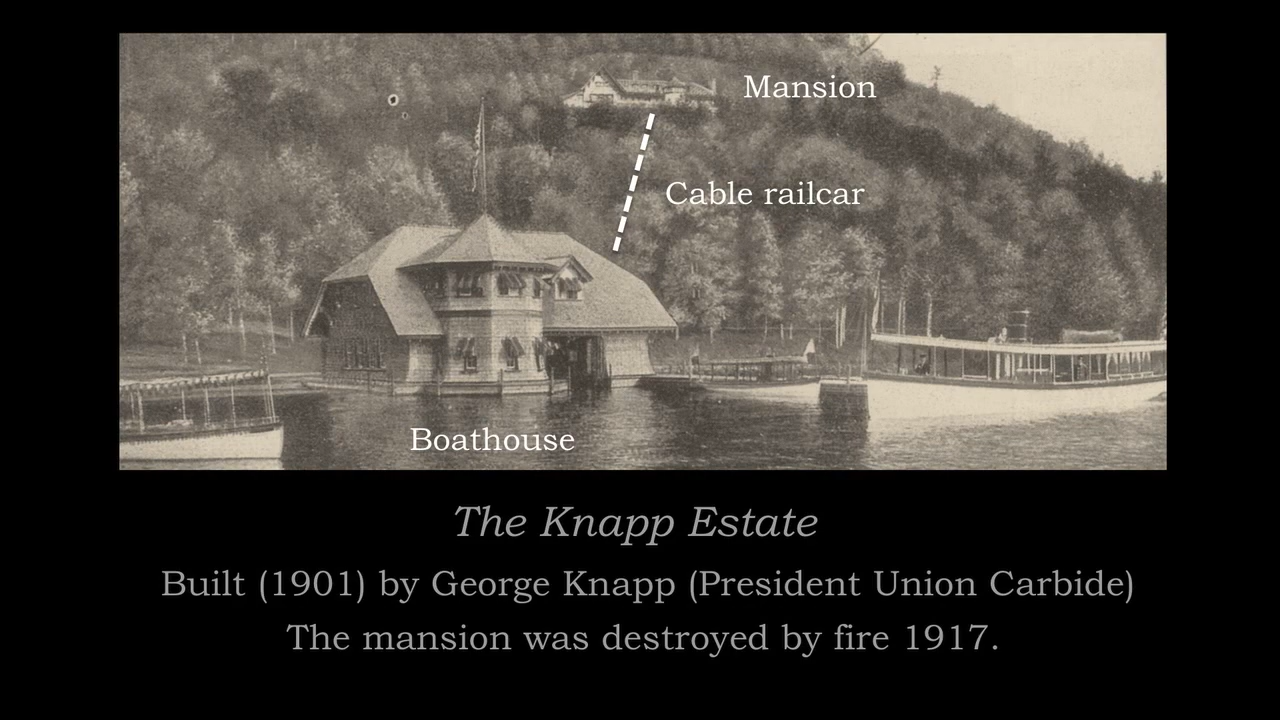 Mansion
Cable railcar
Boathouse
The Knapp Estate
Built (1901) by George Knapp (President Union Carbide)
The mansion was destroyed by fire 1917.